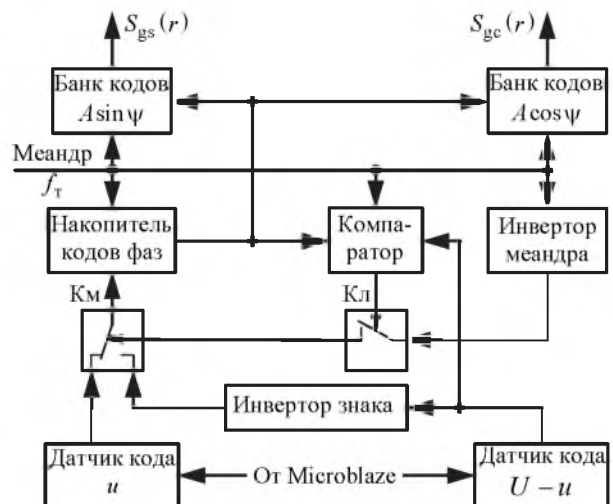 S_gs (r)
S_gc (r)
Банк кодов
A sin ψ
Банк кодов
A cos ψ
Меандр
f_т
Накопитель
кодов фаз
Компа-
ратор
Инвертор
меандра
Км
Кл
Инвертор знака
Датчик кода
u
От Microblaze
Датчик кода
U – u